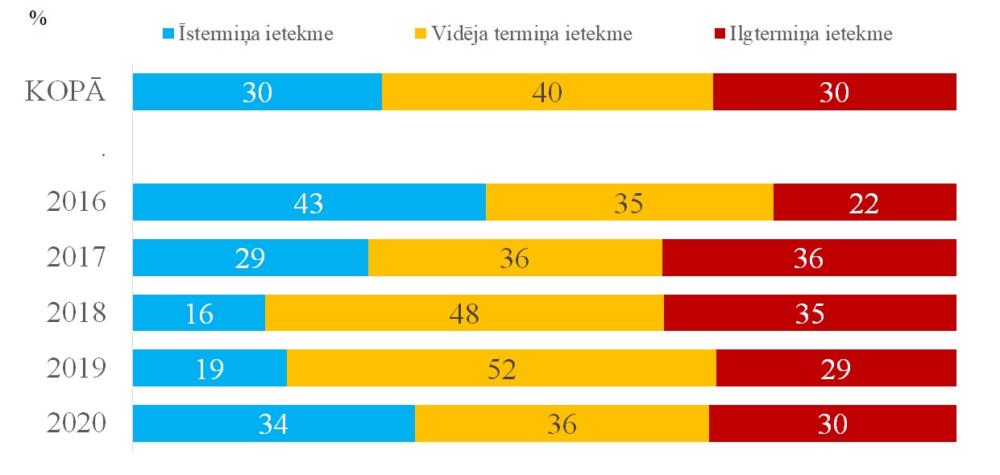 %
Īstermiņa ietekme Vidēja termiņa ietekme Ilgtermiņa ietekme
KOPĀ 30 40 30
.
2016 43 35 22
2017 29 36 36
2018 16 48 35
2019 19 52 29
2020 34 36 30